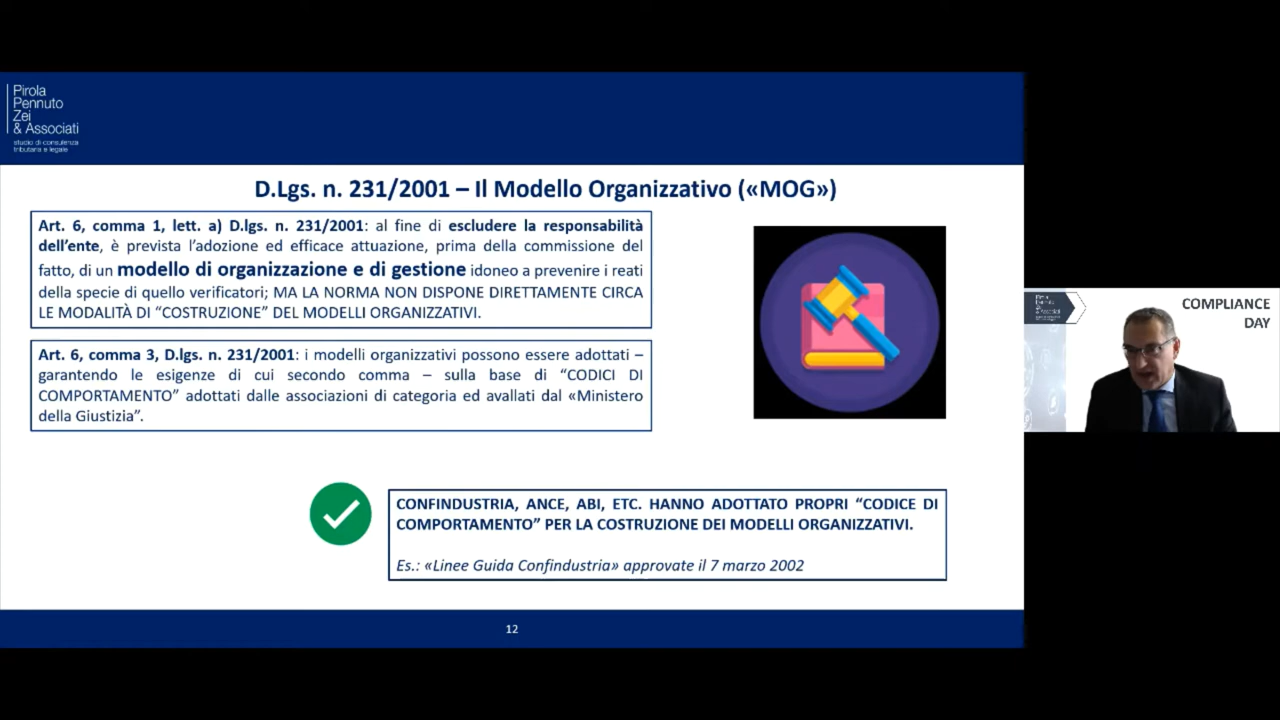 Pirola
Pennuto
Zei
& Associati
studio di consulenza
tributaria e legale
D.Lgs. n. 231/2001 – Il Modello Organizzativo («MOG»)
Art. 6, comma 1, lett. a) D.lgs. n. 231/2001: al fine di escludere la responsabilità
dell’ente, è prevista l’adozione ed efficace attuazione, prima della commissione del
fatto, di un modello di organizzazione e di gestione idoneo a prevenire i reati
della specie di quello verificatori; MA LA NORMA NON DISPONE DIRETTAMENTE CIRCA
LE MODALITÀ DI “COSTRUZIONE” DEL MODELLI ORGANIZZATIVI.
Art. 6, comma 3, D.lgs. n. 231/2001: i modelli organizzativi possono essere adottati –
garantendo le esigenze di cui secondo comma – sulla base di “CODICI DI
COMPORTAMENTO” adottati dalle associazioni di categoria ed avallati dal «Ministero
della Giustizia”.
CONFINDUSTRIA, ANCE, ABI, ETC. HANNO ADOTTATO PROPRI “CODICE DI
COMPORTAMENTO” PER LA COSTRUZIONE DEI MODELLI ORGANIZZATIVI.
Es.: «Linee Guida Confindustria» approvate il 7 marzo 2002
12
Pirola
Pennuto
Zei
& Associati
COMPLIANCE
DAY